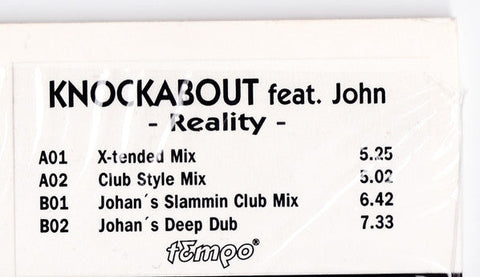 KNOCKABOUT feat. John
- Reality -
A01 X-tended Mix 5.25
A02 Club Style Mix 5.02
B01 Johan´s Slammin Club Mix 6.42
B02 Johan´s Deep Dub 7.33
tempo®